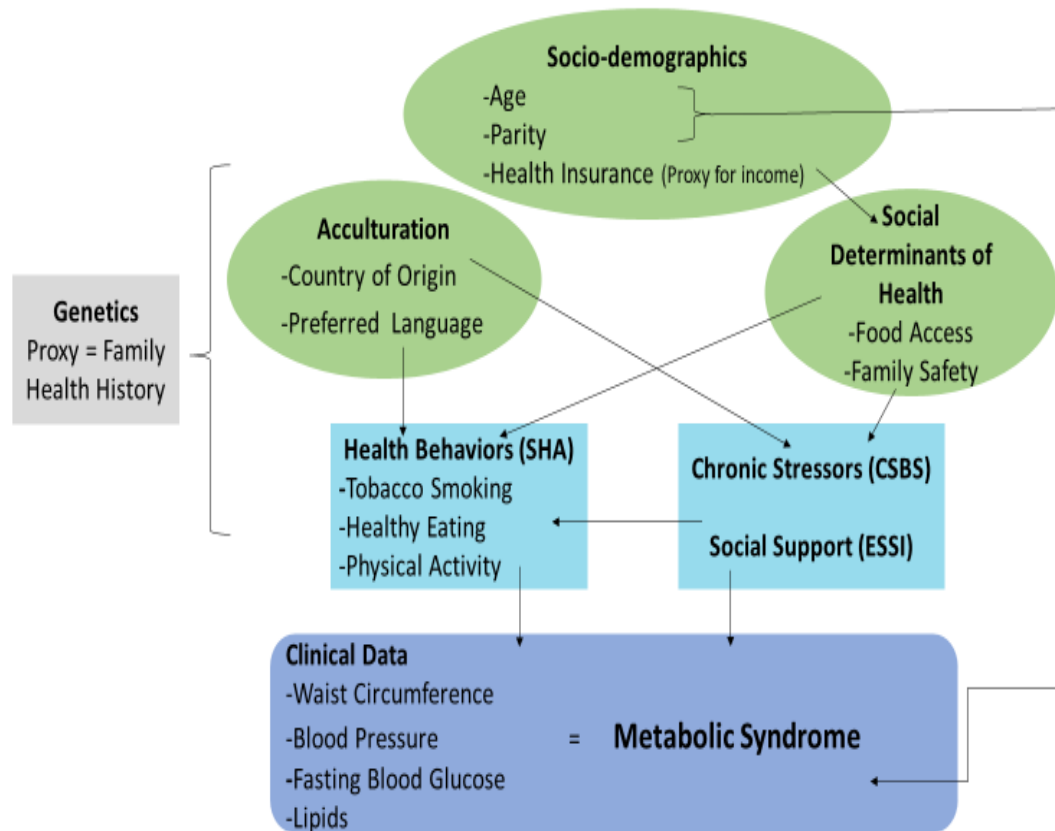 Socio-demographics
-Age
-Parity
-Health Insurance (Proxy for income)
Acculturation
-Country of Origin
-Preferred Language
Social
Determinants of
Health
-Food Access
-Family Safety
Genetics
Proxy = Family
Health History
Health Behaviors (SHA)
-Tobacco Smoking
-Healthy Eating
-Physical Activity
Chronic Stressors (CSBS)
Social Support (ESSI)
Clinical Data
-Waist Circumference
-Blood Pressure
-Fasting Blood Glucose
-Lipids
= Metabolic Syndrome